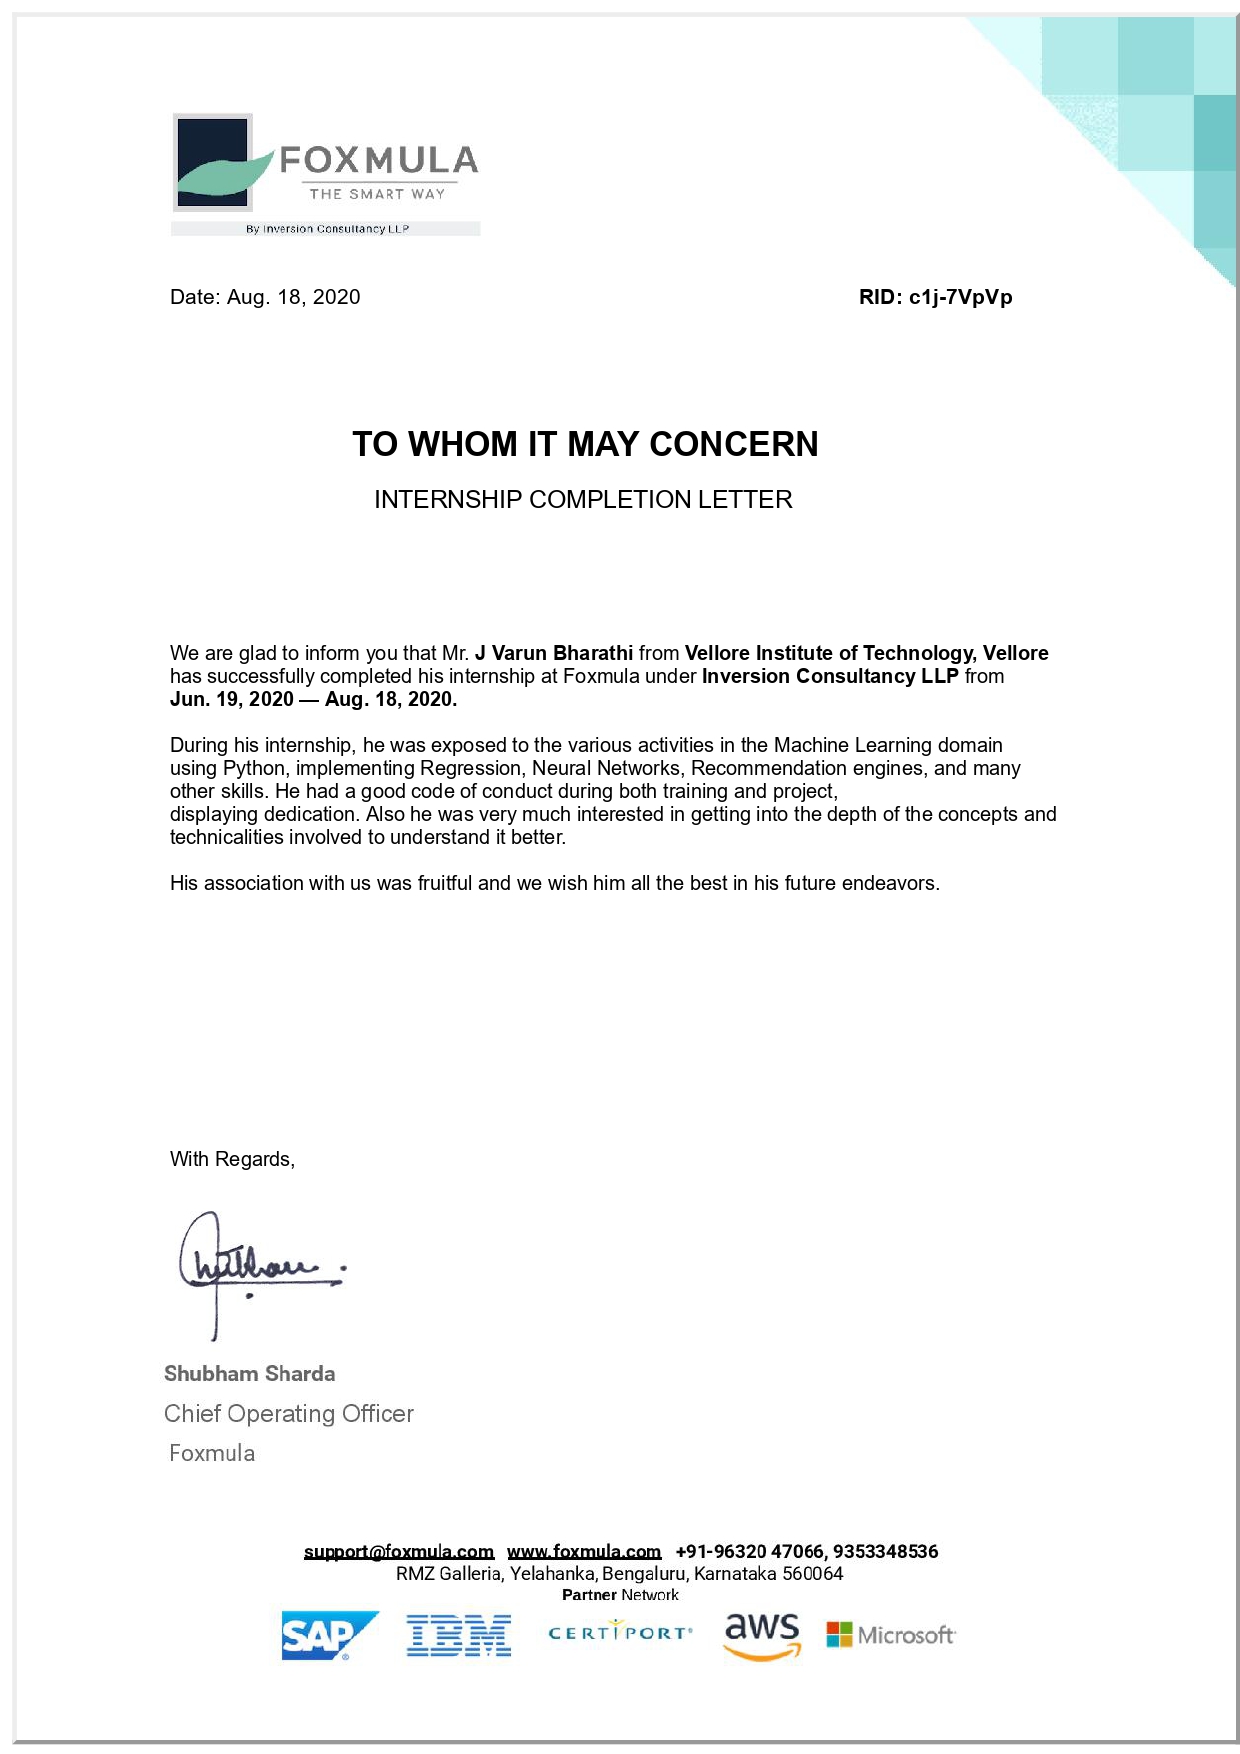 FOXMULA
THE SMART WAY
By Inversion Consultancy LLP
Date: Aug. 18, 2020
RID: c1j-7VpVp
TO WHOM IT MAY CONCERN
INTERNSHIP COMPLETION LETTER
We are glad to inform you that Mr. J Varun Bharathi from Vellore Institute of Technology, Vellore
has successfully completed his internship at Foxmula under Inversion Consultancy LLP from
Jun. 19, 2020 — Aug. 18, 2020.
During his internship, he was exposed to the various activities in the Machine Learning domain
using Python, implementing Regression, Neural Networks, Recommendation engines, and many
other skills. He had a good code of conduct during both training and project,
displaying dedication. Also he was very much interested in getting into the depth of the concepts and
technicalities involved to understand it better.
His association with us was fruitful and we wish him all the best in his future endeavors.
With Regards,
Shubham Sharda
Chief Operating Officer
Foxmula
support@foxmula.com www.foxmula.com +91-96320 47066, 9353348536
RMZ Galleria, Yelahanka, Bengaluru, Karnataka 560064
Partner Network
SAP® IBM CERTIPORT® aws Microsoft